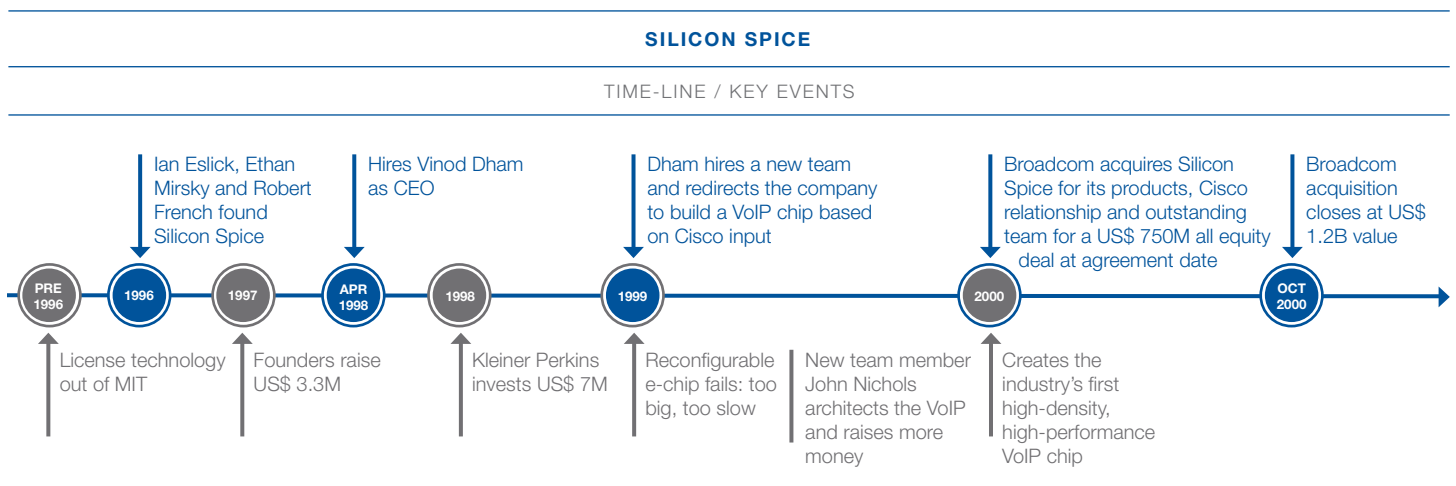 SILICON SPICE
TIME-LINE / KEY EVENTS
Ian Eslick, Ethan
Mirsky and Robert
French found
Silicon Spice
Hires Vinod Dham
as CEO
Dham hires a new team
and redirects the company
to build a VoIP chip based
on Cisco input
Broadcom acquires Silicon
Spice for its products, Cisco
relationship and outstanding
team for a US$ 750M all equity
deal at agreement date
Broadcom
acquisition
closes at US$
1.2B value
PRE
1996
1996
1997
APR
1998
1998
1999
2000
OCT
2000
License technology
out of MIT
Founders raise
US$ 3.3M
Kleiner Perkins
invests US$ 7M
Reconfigurable
e-chip fails: too
big, too slow
New team member
John Nichols
architects the VoIP
and raises more
money
Creates the
industry’s first
high-density,
high-performance
VoIP chip